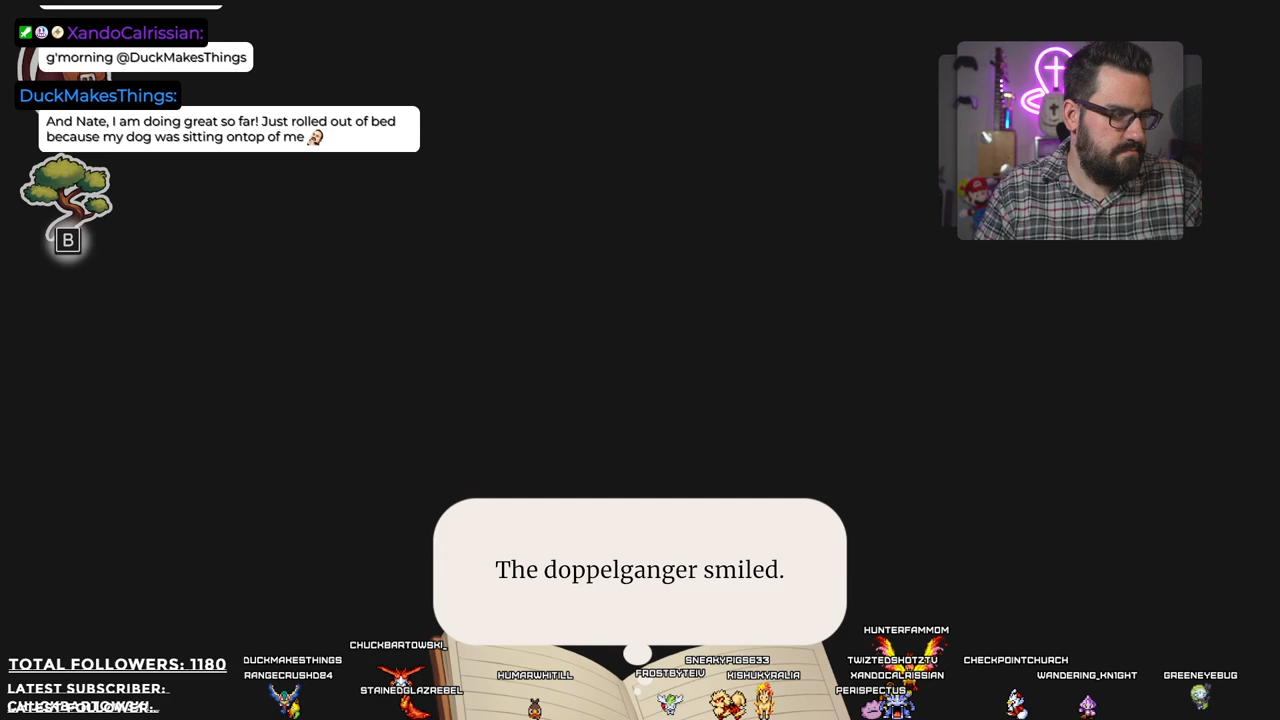 XandoCalrissian:
g'morning @DuckMakesThings
DuckMakesThings:
And Nate, I am doing great so far! Just rolled out of bed
because my dog was sitting ontop of me
B
The doppelganger smiled.
TOTAL FOLLOWERS: 1180
LATEST SUBSCRIBER:
DUCKMAKESTHINGS
RANGECRUSHD84
CHUCKBARTOWSKI_
STAINEDGLAZREBEL
HUMARWHITILL
SNEAKYPIGS633
FROSTBYTEIV
KISHUKYRALIA
HUNTERFAMMOM
TWIZTEDSHOTZTV
XANDOCALRISSIAN
PERISPECTUS
CHECKPOINTCHURCH
WANDERING_KN1GHT
GREENEYEBUG